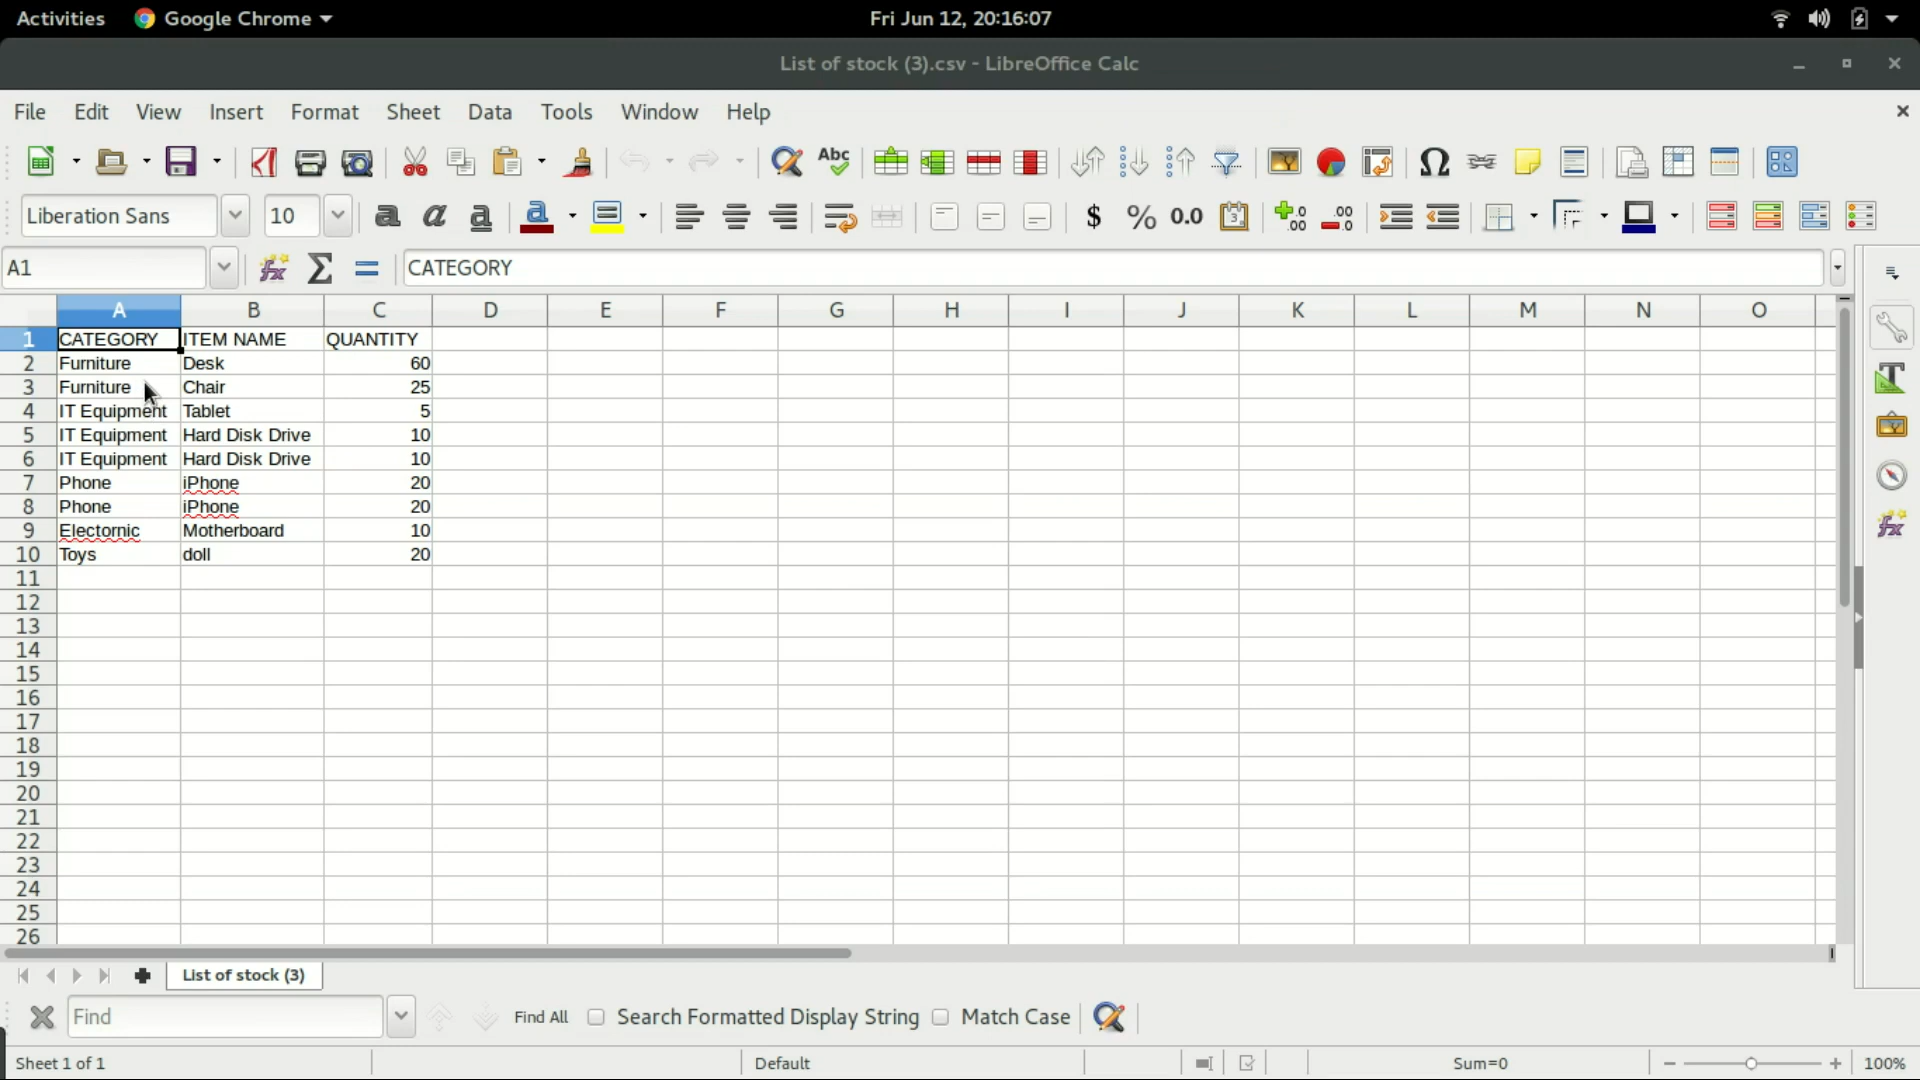 Activities Google Chrome Fri Jun 12, 20:16:07
List of stock (3).csv - LibreOffice Calc
File Edit View Insert Format Sheet Data Tools Window Help
Abc
Liberation Sans 10 a a a a $ % 0.0
A1 fx Σ = CATEGORY
A B C D E F G H I J K L M N O
1 CATEGORY ITEM NAME QUANTITY
2 Furniture Desk 60
3 Furniture Chair 25
4 IT Equipment Tablet 5
5 IT Equipment Hard Disk Drive 10
6 IT Equipment Hard Disk Drive 10
7 Phone iPhone 20
8 Phone iPhone 20
9 Electornic Motherboard 10
10 Toys doll 20
11
12
13
14
15
16
17
18
19
20
21
22
23
24
25
26
List of stock (3)
Find Find All Search Formatted Display String Match Case
Sheet 1 of 1 Default Sum=0 100%